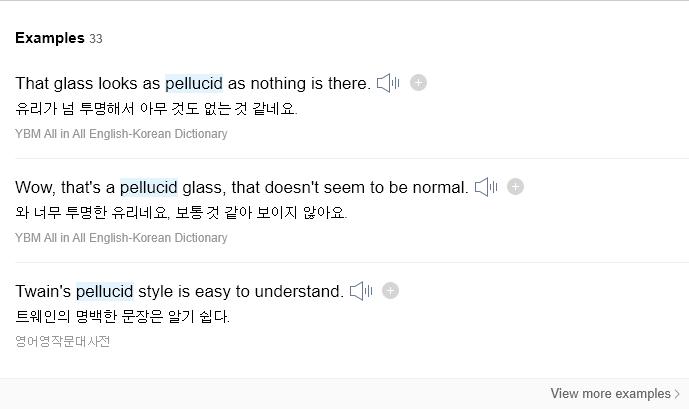 Examples 33
That glass looks as pellucid as nothing is there.
유리가 넘 투명해서 아무 것도 없는 것 같네요.
YBM All in All English-Korean Dictionary
Wow, that's a pellucid glass, that doesn't seem to be normal.
와 너무 투명한 유리네요, 보통 것 같아 보이지 않아요.
YBM All in All English-Korean Dictionary
Twain's pellucid style is easy to understand.
트웨인의 명백한 문장은 알기 쉽다.
영어영작문대사전
View more examples